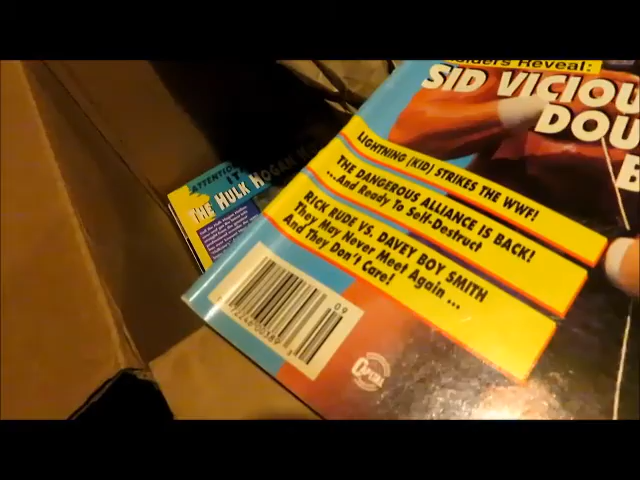 Reveal:
SID VICIOU
DOU
B
LIGHTNING (KID) STRIKES THE WWF!
THE DANGEROUS ALLIANCE IS BACK!
...And Ready To Self-Destruct
RICK RUDE VS. DAVEY BOY SMITH
They May Never Meet Again ...
And They Don't Care!
09
ATTENTION
THE HULK HOGAN